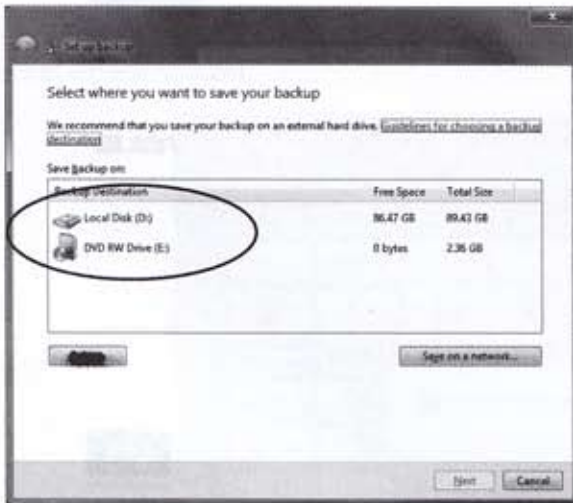 Set up backup
Select where you want to save your backup
We recommend that you save your backup on an external hard drive. Guidelines for choosing a backup
destination
Save backup on:
Backup Destination Free Space Total Size
Local Disk (D:) 86.47 GB 89.43 GB
DVD RW Drive (E:) 0 bytes 2.36 GB
Save on a network...
Next Cancel